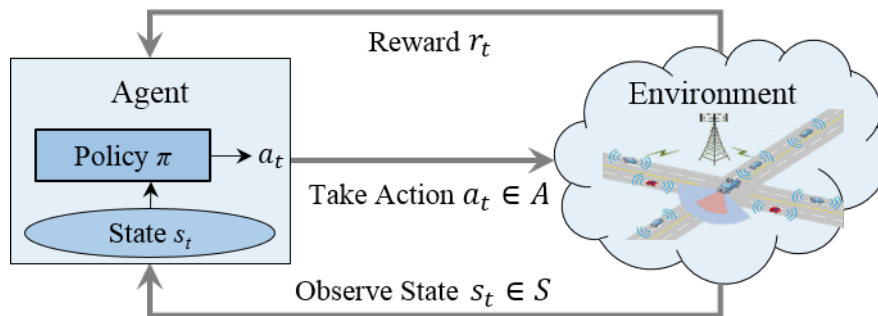 Reward r_t
Agent
Environment
Policy π
a_t
Take Action a_t ∈ A
State s_t
Observe State s_t ∈ S